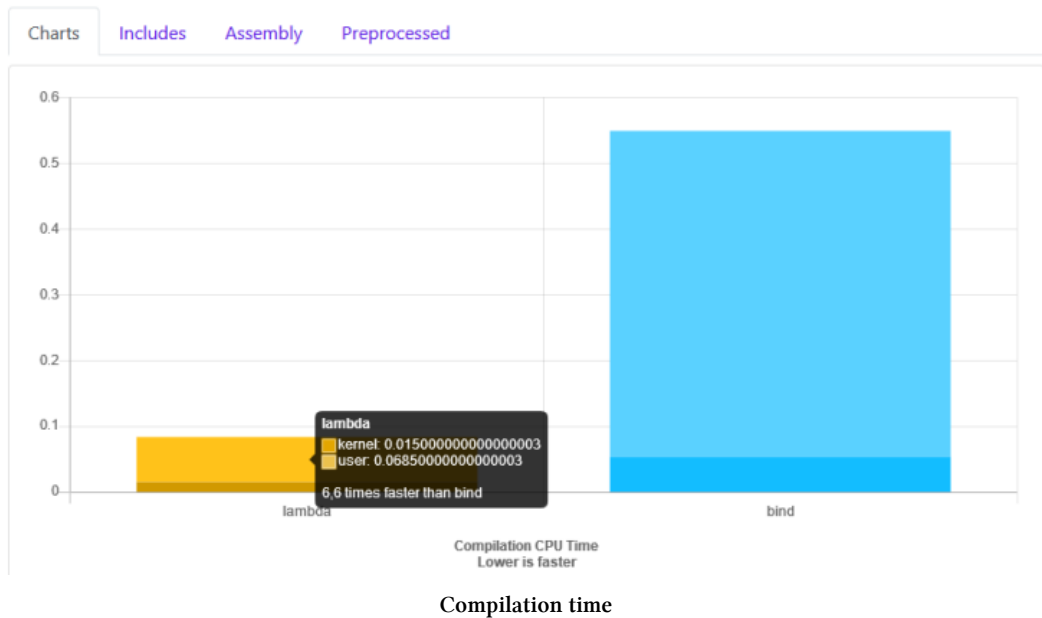 Charts Includes Assembly Preprocessed
0.6
0.5
0.4
0.3
0.2
0.1
0
lambda
kernel: 0.015000000000000003
user: 0.06850000000000003
6,6 times faster than bind
lambda bind
Compilation CPU Time
Lower is faster
Compilation time